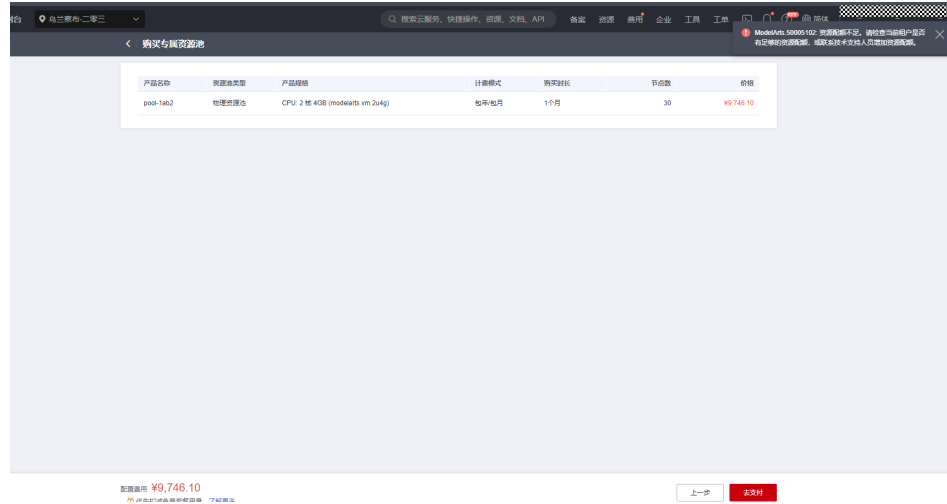 台 乌兰察布-二零三 搜索云服务、快捷操作、资源、文档、API 备案 资源 费用 企业 工具 工单 简体
ModelArts.50005102: 资源配额不足。请检查当前租户是否
有足够的资源配额，或联系技术支持人员增加资源配额。
购买专属资源池
产品名称 资源池类型 产品规格 计费模式 购买时长 节点数 价格
pool-1ab2 物理资源池 CPU: 2 核 4GB (modelarts.vm.2u4g) 包年/包月 1个月 30 ¥9,746.10
配置费用 ¥9,746.10
上一步 去支付
了解更多